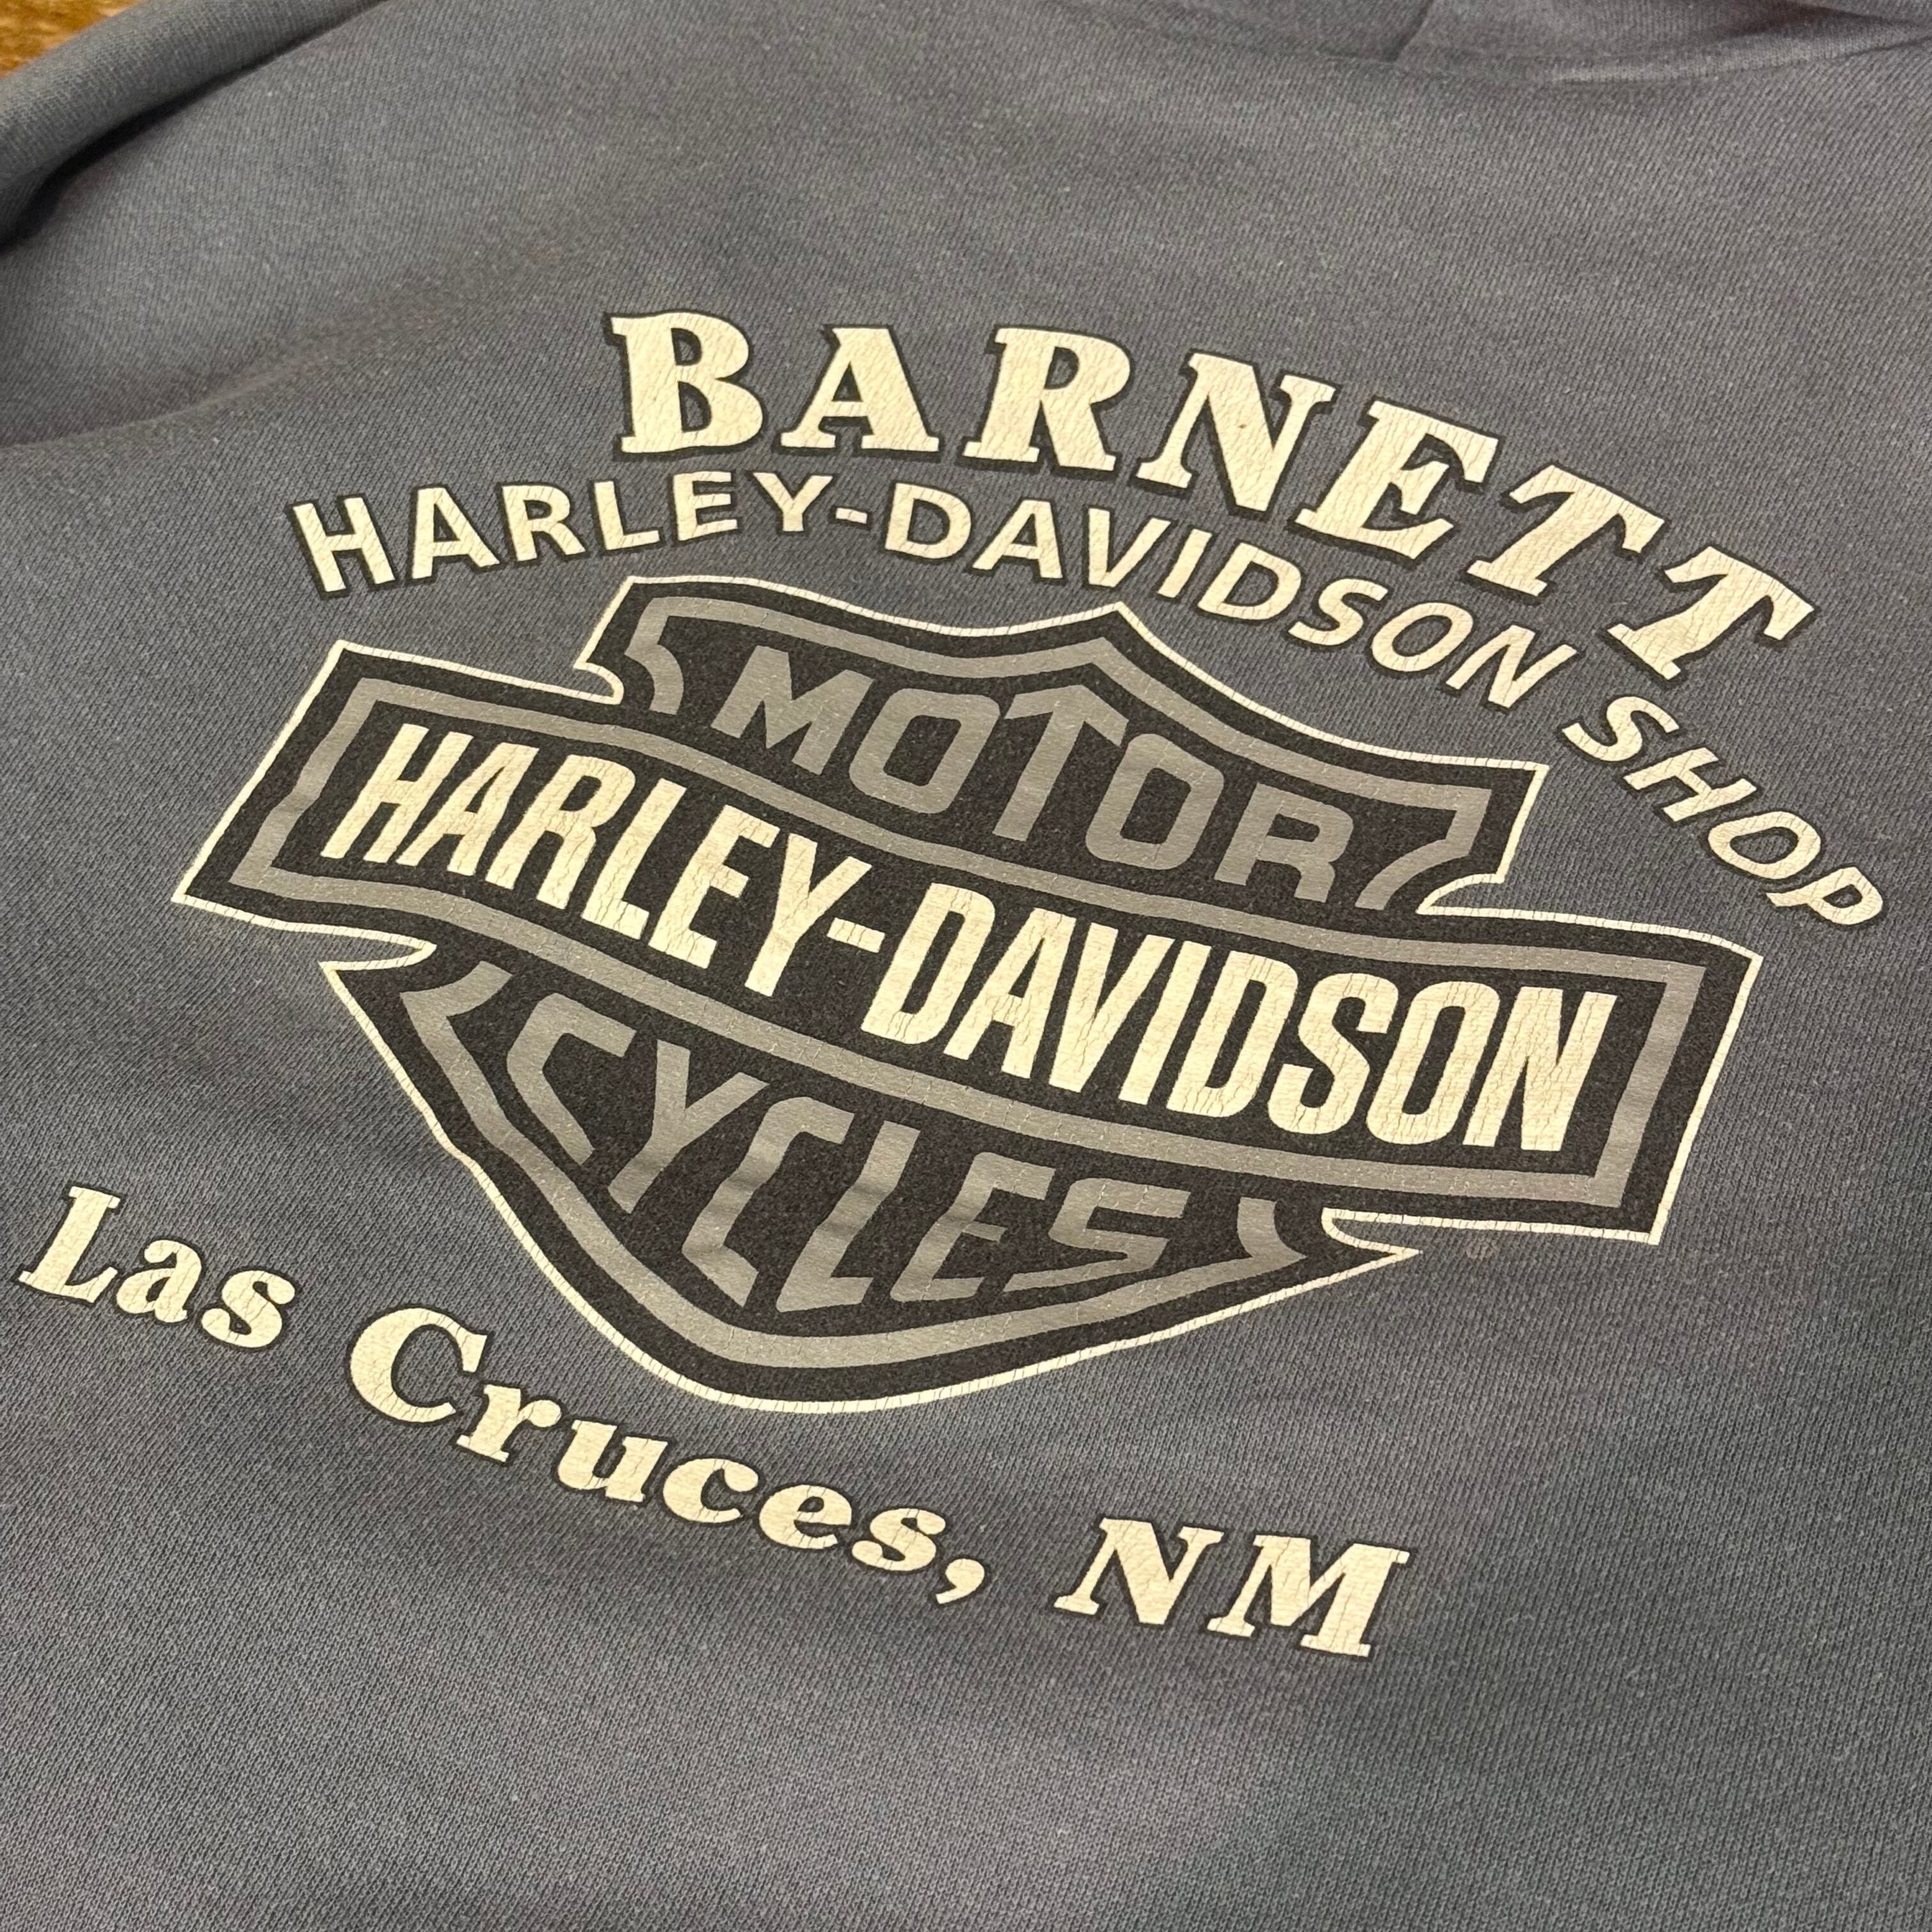 BARNETT
HARLEY-DAVIDSON SHOP
MOTOR
HARLEY-DAVIDSON
CYCLES
®
Las Cruces, NM